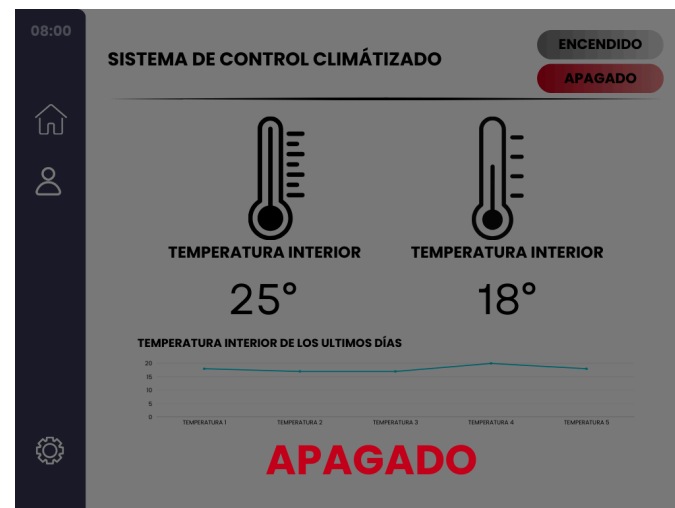 08:00
SISTEMA DE CONTROL CLIMÁTIZADO
ENCENDIDO
APAGADO
TEMPERATURA INTERIOR
TEMPERATURA INTERIOR
25°
18°
TEMPERATURA INTERIOR DE LOS ULTIMOS DÍAS
20
15
10
5
0
TEMPERATURA 1
TEMPERATURA 2
TEMPERATURA 3
TEMPERATURA 4
TEMPERATURA 5
APAGADO